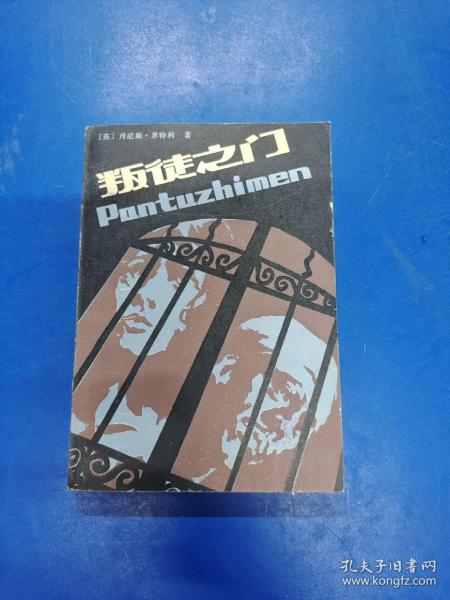 ［英］丹尼斯·惠特利 著
叛徒之门
Pantuzhimen
孔夫子旧书网
www.kongfz.com